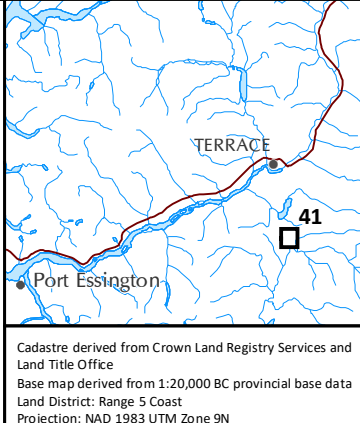 TERRACE
41
Port Essington
Cadastre derived from Crown Land Registry Services and
Land Title Office
Base map derived from 1:20,000 BC provincial base data
Land District: Range 5 Coast
Projection: NAD 1983 UTM Zone 9N